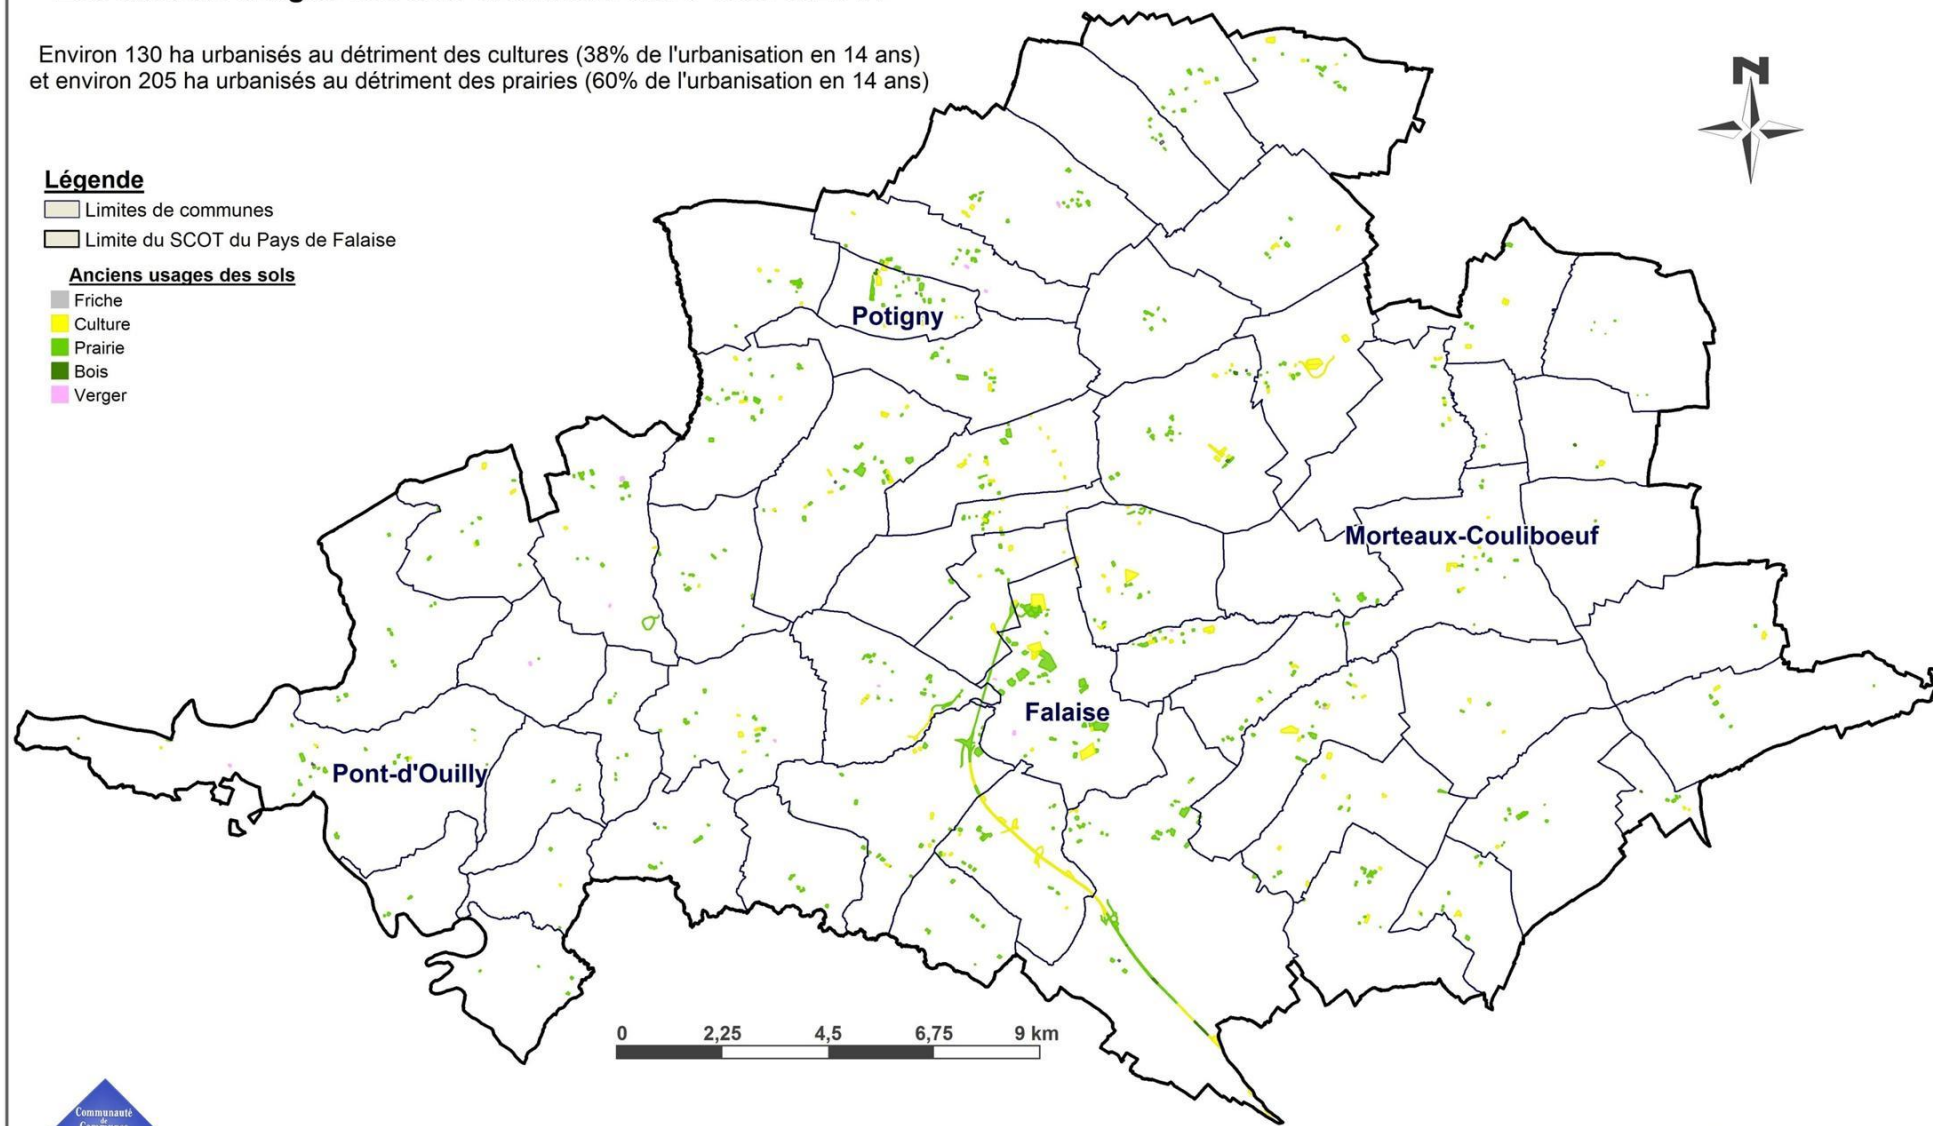 Environ 130 ha urbanisés au détriment des cultures (38% de l'urbanisation en 14 ans)
et environ 205 ha urbanisés au détriment des prairies (60% de l'urbanisation en 14 ans)
N
Légende
Limites de communes
Limite du SCOT du Pays de Falaise
Anciens usages des sols
Friche
Culture
Prairie
Bois
Verger
Potigny
Morteaux-Couliboeuf
Falaise
Pont-d'Ouilly
0 2,25 4,5 6,75 9 km
Communauté
de